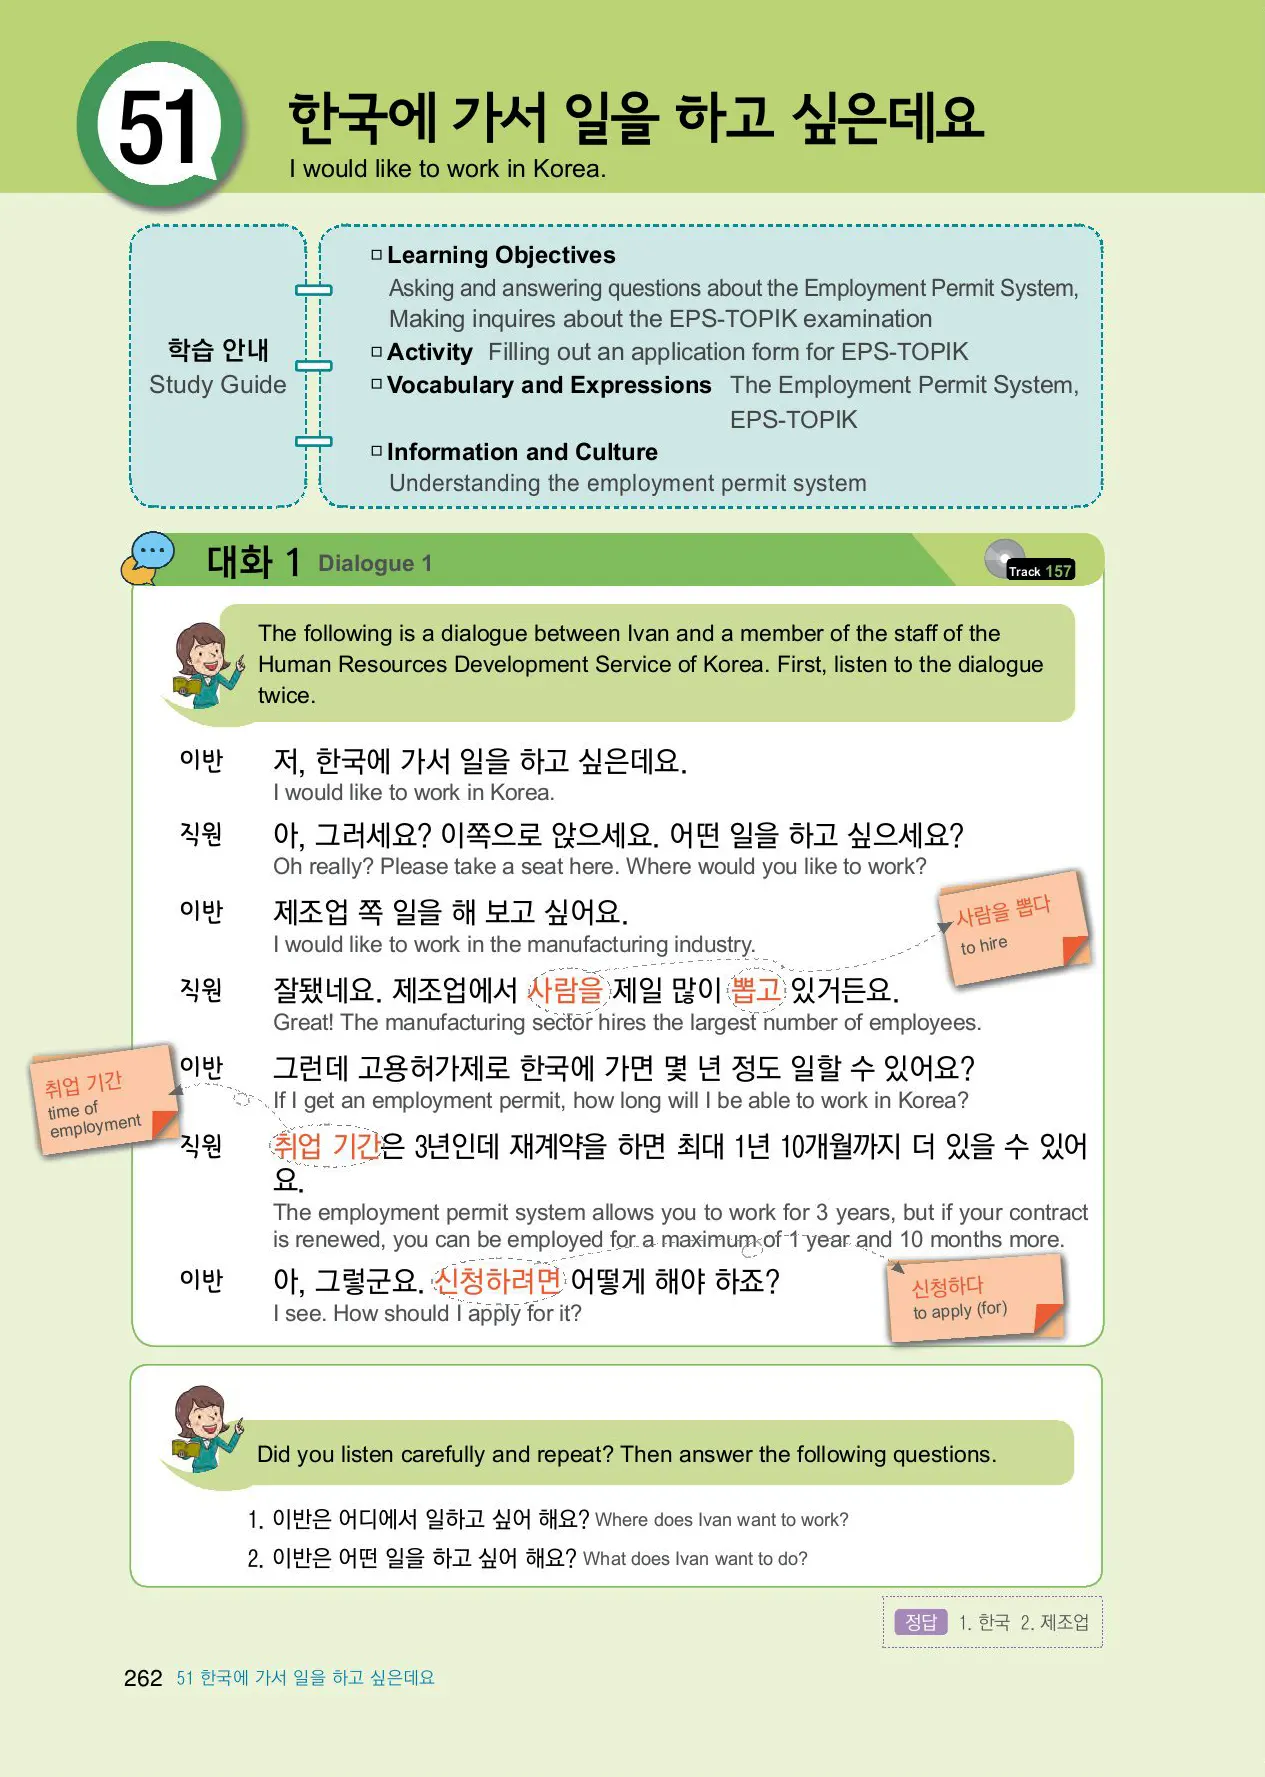 51
한국에 가서 일을 하고 싶은데요
I would like to work in Korea.
학습 안내
Study Guide
Learning Objectives
Asking and answering questions about the Employment Permit System,
Making inquires about the EPS-TOPIK examination
Activity Filling out an application form for EPS-TOPIK
Vocabulary and Expressions The Employment Permit System,
EPS-TOPIK
Information and Culture
Understanding the employment permit system
대화 1 Dialogue 1
Track 157
The following is a dialogue between Ivan and a member of the staff of the
Human Resources Development Service of Korea. First, listen to the dialogue
twice.
이반 저, 한국에 가서 일을 하고 싶은데요.
I would like to work in Korea.
직원 아, 그러세요? 이쪽으로 앉으세요. 어떤 일을 하고 싶으세요?
Oh really? Please take a seat here. Where would you like to work?
이반 제조업 쪽 일을 해 보고 싶어요.
I would like to work in the manufacturing industry.
사람을 뽑다
to hire
직원 잘됐네요. 제조업에서 사람을 제일 많이 뽑고 있거든요.
Great! The manufacturing sector hires the largest number of employees.
이반 그런데 고용허가제로 한국에 가면 몇 년 정도 일할 수 있어요?
If I get an employment permit, how long will I be able to work in Korea?
취업 기간
time of
employment
직원 취업 기간은 3년인데 재계약을 하면 최대 1년 10개월까지 더 있을 수 있어
요.
The employment permit system allows you to work for 3 years, but if your contract
is renewed, you can be employed for a maximum of 1 year and 10 months more.
이반 아, 그렇군요. 신청하려면 어떻게 해야 하죠?
I see. How should I apply for it?
신청하다
to apply (for)
Did you listen carefully and repeat? Then answer the following questions.
1. 이반은 어디에서 일하고 싶어 해요? Where does Ivan want to work?
2. 이반은 어떤 일을 하고 싶어 해요? What does Ivan want to do?
정답 1. 한국 2. 제조업
262 51 한국에 가서 일을 하고 싶은데요